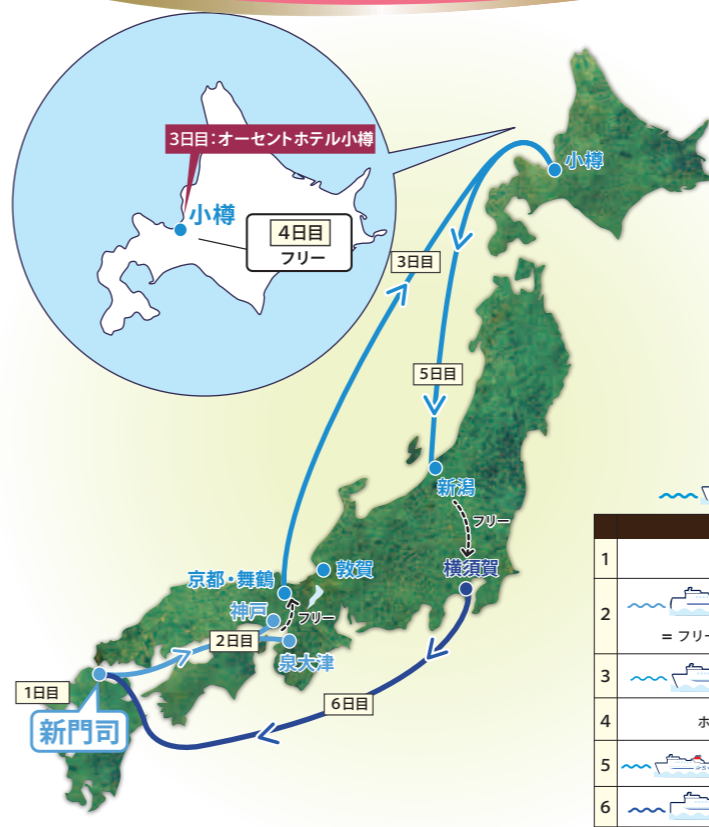 3日目：オーセントホテル小樽
小樽
4日目
フリー
小樽
3日目
5日目
新潟
フリー
横須賀
敦賀
京都・舞鶴
神戸
フリー
2日目
泉大津
1日目
新門司
6日目
1
2
= フリー
3
4
ホ
5
6